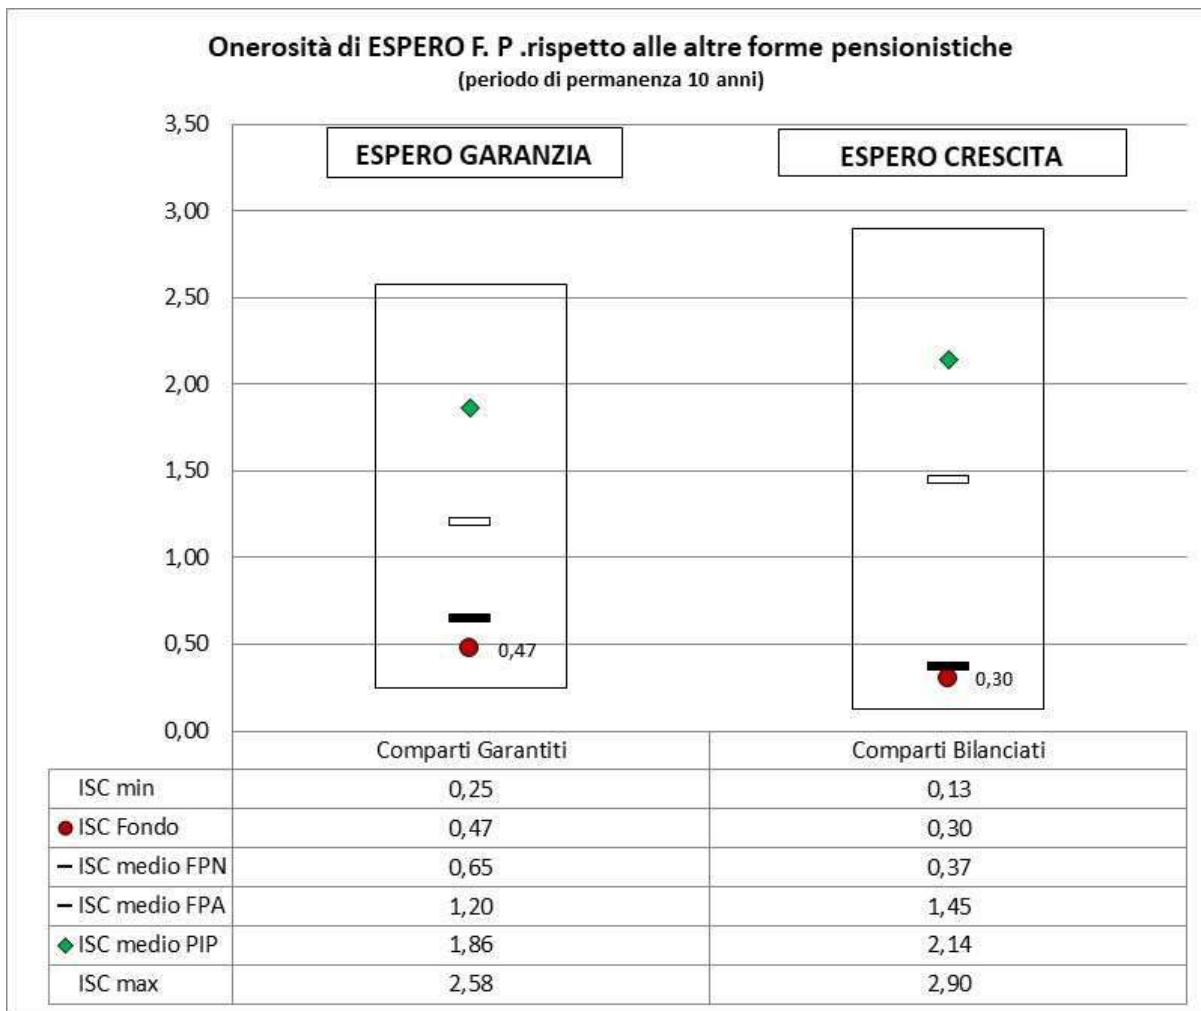 Onerosità di ESPERO F. P .rispetto alle altre forme pensionistiche
(periodo di permanenza 10 anni)
3,50
ESPERO GARANZIA
ESPERO CRESCITA
3,00
2,50
2,00
1,50
1,00
0,50
0,47
0,30
0,00
Comparti Garantiti Comparti Bilanciati
ISC min 0,25 0,13
ISC Fondo 0,47 0,30
ISC medio FPN 0,65 0,37
ISC medio FPA 1,20 1,45
ISC medio PIP 1,86 2,14
ISC max 2,58 2,90